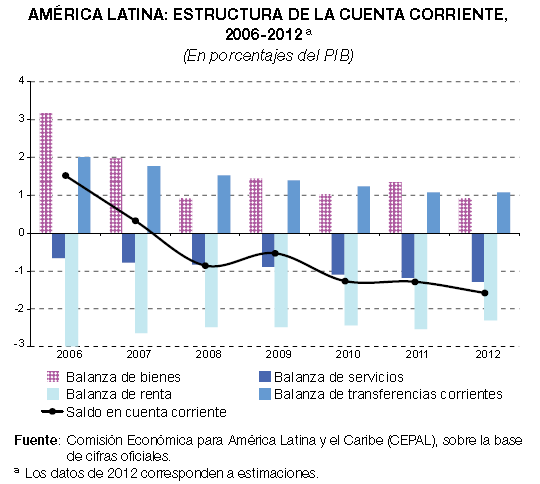 AMÉRICA LATINA: ESTRUCTURA DE LA CUENTA CORRIENTE,
2006-2012 ª
(En porcentajes del PIB)
4
3
2
1
0
-1
-2
-3
2006 2007 2008 2009 2010 2011 2012
Balanza de bienes Balanza de servicios
Balanza de renta Balanza de transferencias corrientes
Saldo en cuenta corriente
Fuente: Comisión Económica para América Latina y el Caribe (CEPAL), sobre la base
de cifras oficiales.
ª Los datos de 2012 corresponden a estimaciones.